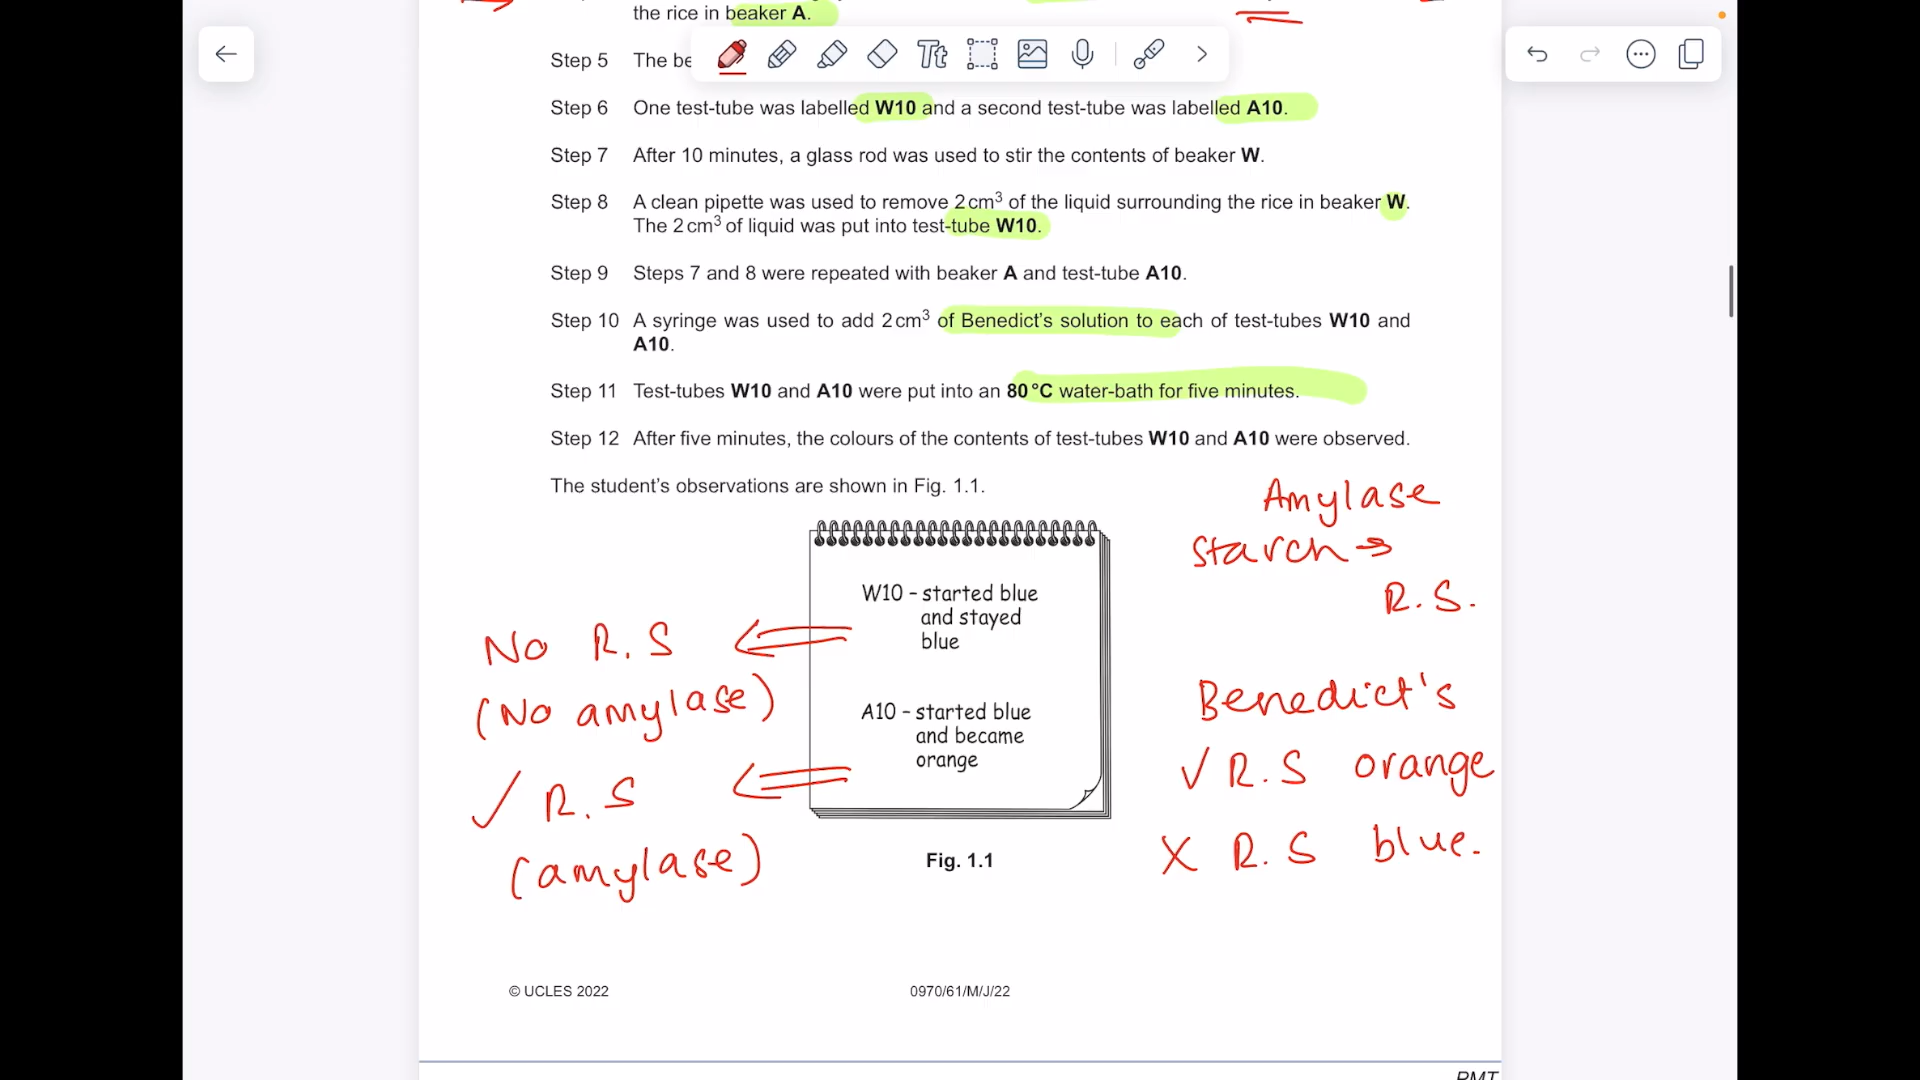 the rice in beaker A.
Step 5 The be
Step 6 One test-tube was labelled W10 and a second test-tube was labelled A10.
Step 7 After 10 minutes, a glass rod was used to stir the contents of beaker W.
Step 8 A clean pipette was used to remove 2 cm³ of the liquid surrounding the rice in beaker W.
The 2 cm³ of liquid was put into test-tube W10.
Step 9 Steps 7 and 8 were repeated with beaker A and test-tube A10.
Step 10 A syringe was used to add 2 cm³ of Benedict's solution to each of test-tubes W10 and
A10.
Step 11 Test-tubes W10 and A10 were put into an 80 °C water-bath for five minutes.
Step 12 After five minutes, the colours of the contents of test-tubes W10 and A10 were observed.
The student's observations are shown in Fig. 1.1.
Amylase
starch →
R.S.
W10 – started blue
and stayed
blue
No R.S
(No amylase)
A10 – started blue
and became
orange
✓ R.S
(amylase)
Benedict's
✓ R.S orange
X R.S blue.
Fig. 1.1
© UCLES 2022
0970/61/M/J/22
PMT